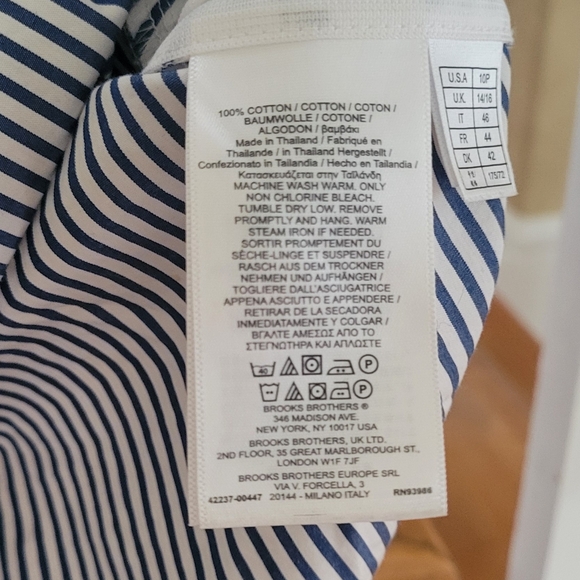 100% COTTON / COTTON / COTON /
BAUMWOLLE / COTONE /
ALGODON / βαμβάκι
Made in Thailand / Fabriqué en
Thaïlande / in Thailand Hergestellt /
Confezionato in Tailandia / Hecho en Tailandia /
Κατασκευάζεται στην Ταϊλάνδη
MACHINE WASH WARM. ONLY
NON CHLORINE BLEACH.
TUMBLE DRY LOW. REMOVE
PROMPTLY AND HANG. WARM
STEAM IRON IF NEEDED.
SORTIR PROMPTEMENT DU
SÈCHE-LINGE ET SUSPENDRE /
RASCH AUS DEM TROCKNER
NEHMEN UND AUFHÄNGEN /
TOGLIERE DALL'ASCIUGATRICE
APPENA ASCIUTTO E APPENDERE /
RETIRAR DE LA SECADORA
INMEDIATAMENTE Y COLGAR /
ΒΓΑΛΤΕ ΑΜΕΣΩΣ ΑΠΟ ΤΟ
ΣΤΕΓΝΩΤΗΡΑ ΚΑΙ ΑΠΛΩΣΤΕ
40 P
P
BROOKS BROTHERS ®
346 MADISON AVE.
NEW YORK, NY 10017 USA
BROOKS BROTHERS, UK LTD.
2ND FLOOR, 35 GREAT MARLBOROUGH ST.,
LONDON W1F 7JF
BROOKS BROTHERS EUROPE SRL
VIA V. FORCELLA, 3
42237-00447 20144 - MILANO ITALY RN93986
U.S.A 10P
U.K. 14/16
IT 46
FR 44
DK 42
175/72